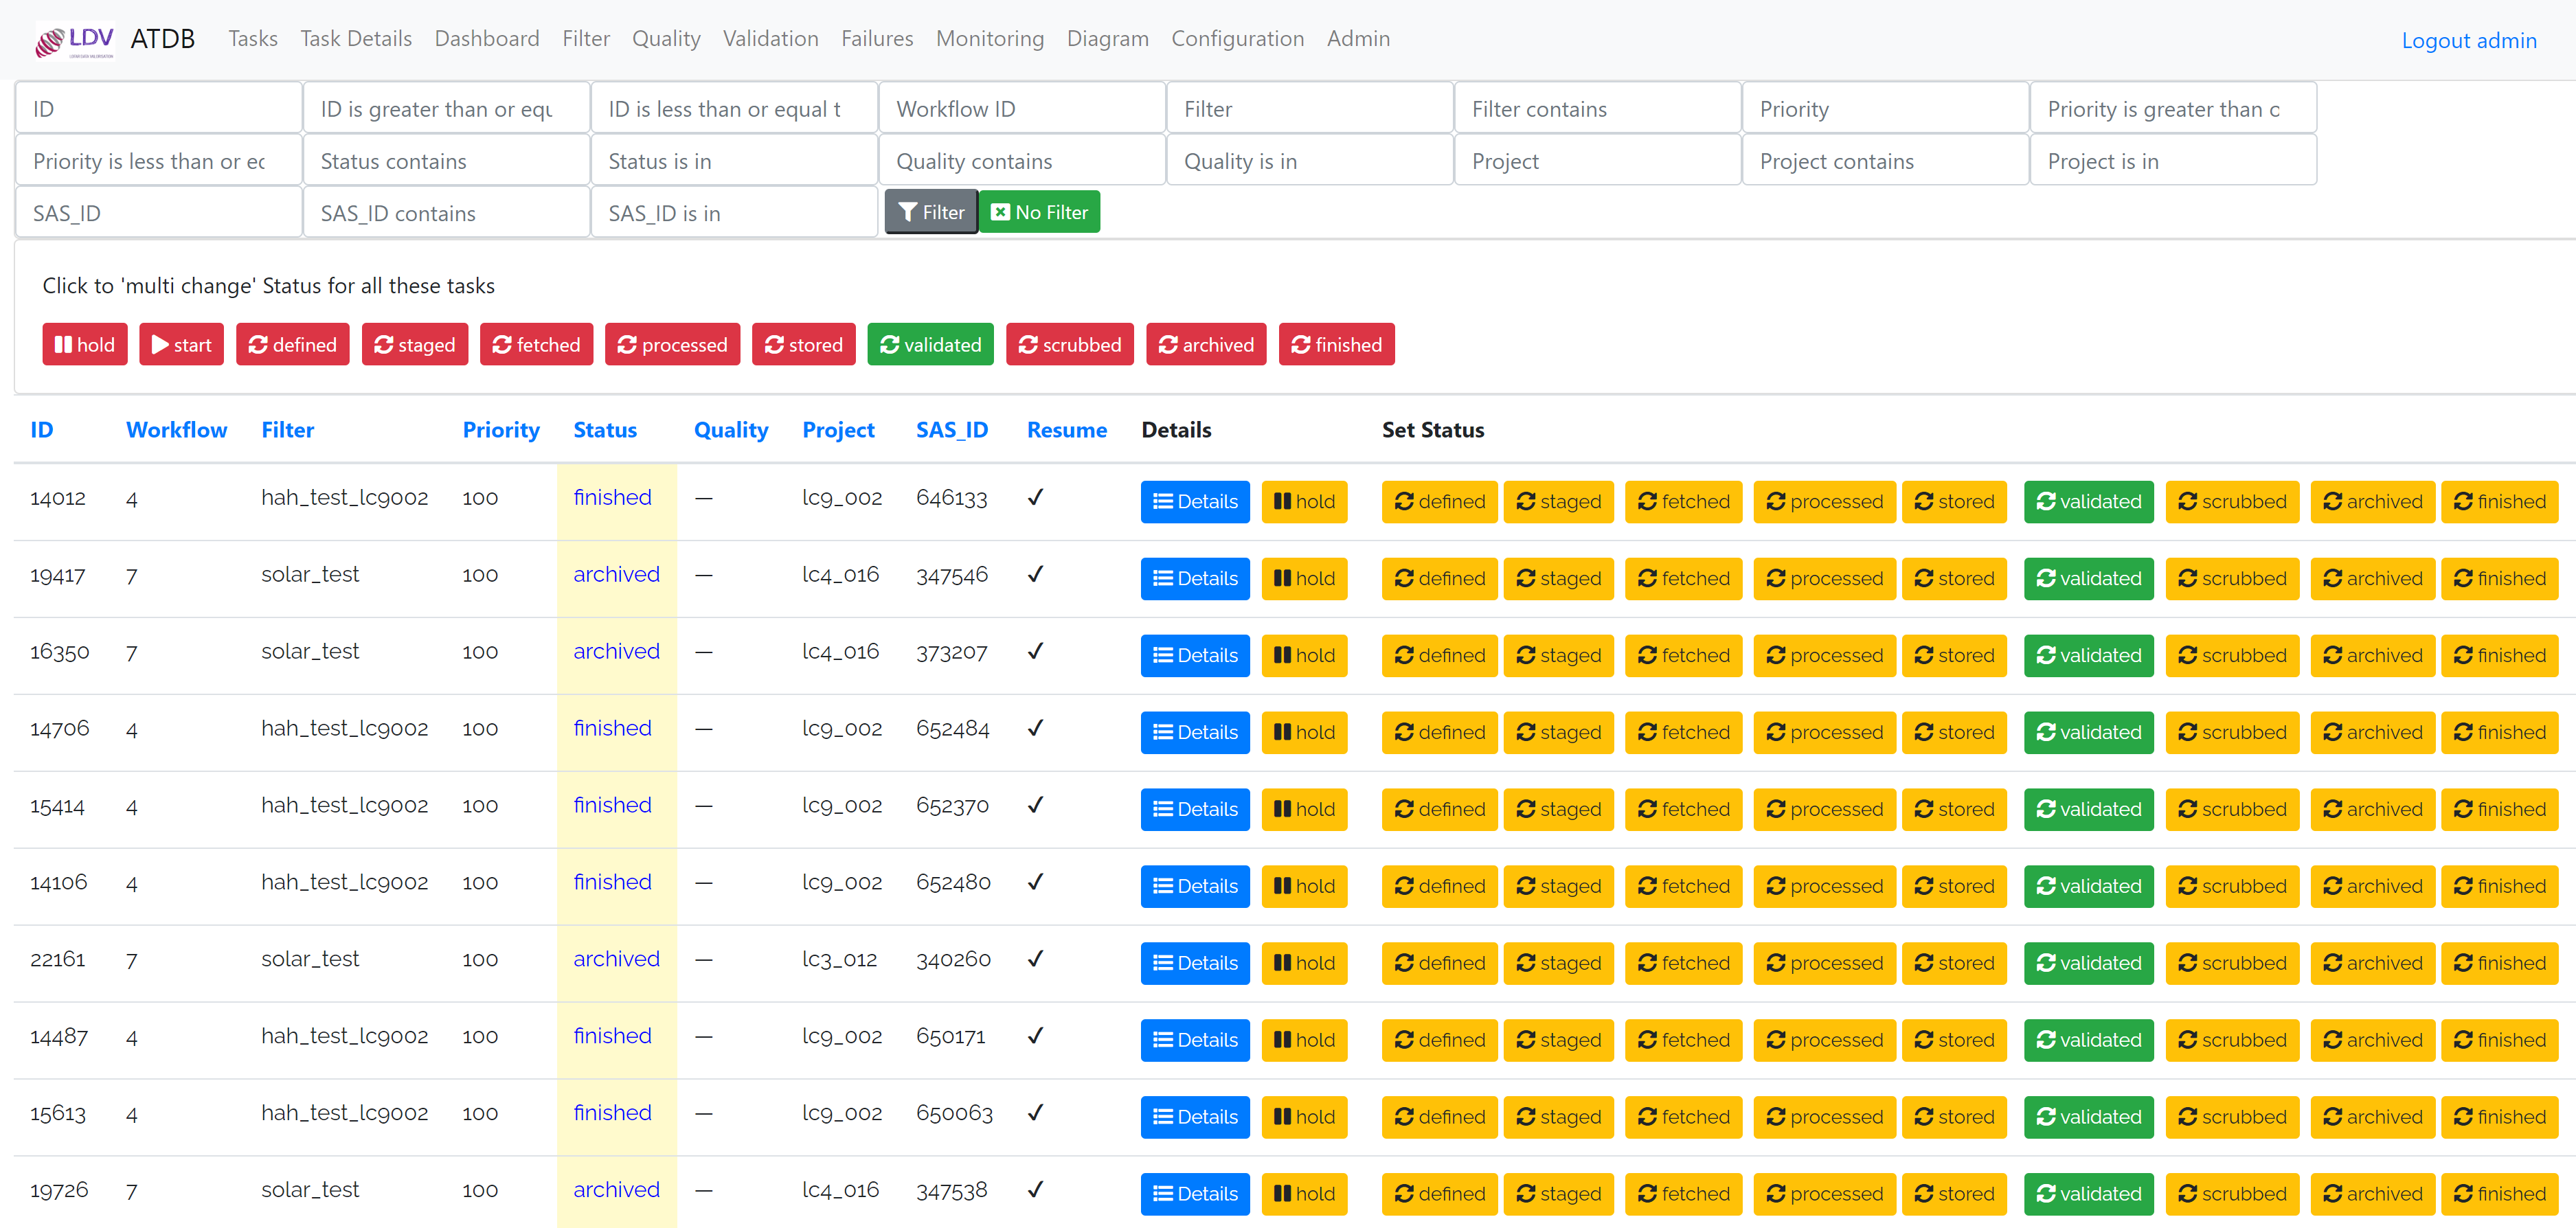 LDV ATDB Tasks Task Details Dashboard Filter Quality Validation Failures Monitoring Diagram Configuration Admin Logout admin
ID ID is greater than or equ ID is less than or equal t Workflow ID Filter Filter contains Priority Priority is greater than o
Priority is less than or ec Status contains Status is in Quality contains Quality is in Project Project contains Project is in
SAS_ID SAS_ID contains SAS_ID is in Filter No Filter
Click to 'multi change' Status for all these tasks
hold start defined staged fetched processed stored validated scrubbed archived finished
ID Workflow Filter Priority Status Quality Project SAS_ID Resume Details Set Status
14012 4 hah_test_lc9002 100 finished — lc9_002 646133 ✓ Details hold defined staged fetched processed stored validated scrubbed archived finished
19417 7 solar_test 100 archived — lc4_016 347546 ✓ Details hold defined staged fetched processed stored validated scrubbed archived finished
16350 7 solar_test 100 archived — lc4_016 373207 ✓ Details hold defined staged fetched processed stored validated scrubbed archived finished
14706 4 hah_test_lc9002 100 finished — lc9_002 652484 ✓ Details hold defined staged fetched processed stored validated scrubbed archived finished
15414 4 hah_test_lc9002 100 finished — lc9_002 652370 ✓ Details hold defined staged fetched processed stored validated scrubbed archived finished
14106 4 hah_test_lc9002 100 finished — lc9_002 652480 ✓ Details hold defined staged fetched processed stored validated scrubbed archived finished
22161 7 solar_test 100 archived — lc3_012 340260 ✓ Details hold defined staged fetched processed stored validated scrubbed archived finished
14487 4 hah_test_lc9002 100 finished — lc9_002 650171 ✓ Details hold defined staged fetched processed stored validated scrubbed archived finished
15613 4 hah_test_lc9002 100 finished — lc9_002 650063 ✓ Details hold defined staged fetched processed stored validated scrubbed archived finished
19726 7 solar_test 100 archived — lc4_016 347538 ✓ Details hold defined staged fetched processed stored validated scrubbed archived finished